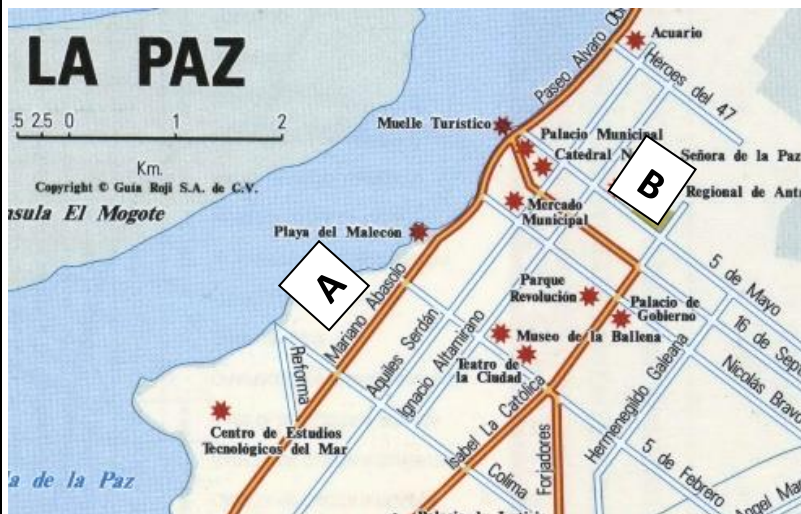 LA PAZ
.5 2.5 0 1 2
Km.
Copyright © Guia Roji S.A. de C.V.
nsula El Mogote
Acuario
Paseo Alvaro
Heroes del 47
Muelle Turístico
Palacio Municipal
Catedral
Señora de la Paz
B
Regional de
Mercado
Municipal
Playa del Malecón
A
Mariano Abasolo
5 de Mayo
Parque
Revolución
Palacio de
Gobierno
16 de
Aquiles Serdán
Ignacio Altamirano
Museo de la Ballena
Reforma
Teatro de
la Ciudad
Hermenegildo Galeana
Nicolás Bravo
Isabel La Católica
Centro de Estudios
Tecnológicos del Mar
Forjadores
5 de Febrero
Colima
de la Paz
Angel